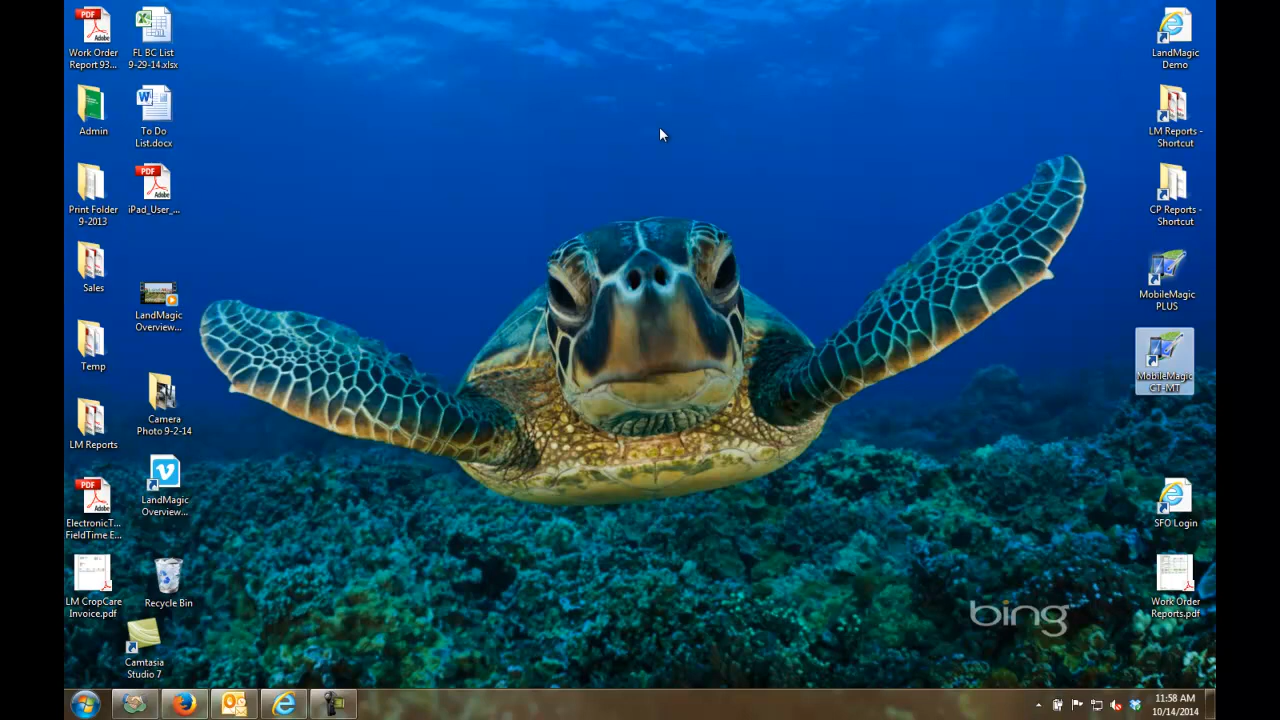 PDF
Adobe
Work Order
Report 93...
FL BC List
9-29-14.xlsx
Admin
To Do
List.docx
Print Folder
9-2013
PDF
Adobe
iPad_User_...
Sales
LandMagic
Overview...
Temp
Camera
Photo 9-2-14
LM Reports
LandMagic
Overview...
PDF
Adobe
ElectronicT...
FieldTime E...
LM CropCare
Invoice.pdf
Recycle Bin
Camtasia
Studio 7
LandMagic
Demo
LM Reports -
Shortcut
CP Reports -
Shortcut
MobileMagic
PLUS
MobileMagic
CT-MT
SFO Login
Work Order
Reports.pdf
bing
11:58 AM
10/14/2014